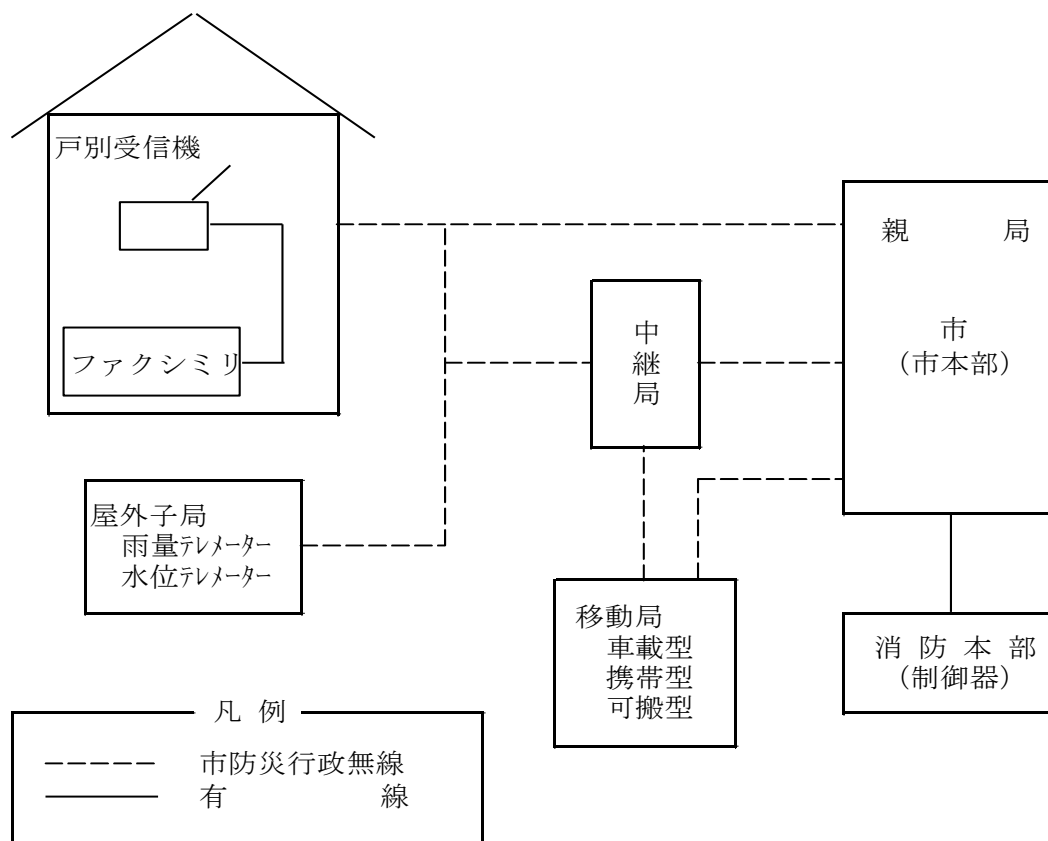 戸別受信機
ファクシミリ
親 局
市
(市本部)
中
継
局
屋外子局
雨量ﾃﾚﾒｰﾀｰ
水位ﾃﾚﾒｰﾀｰ
移動局
車載型
携帯型
可搬型
消 防 本 部
(制御器)
凡 例
市防災行政無線
有 線